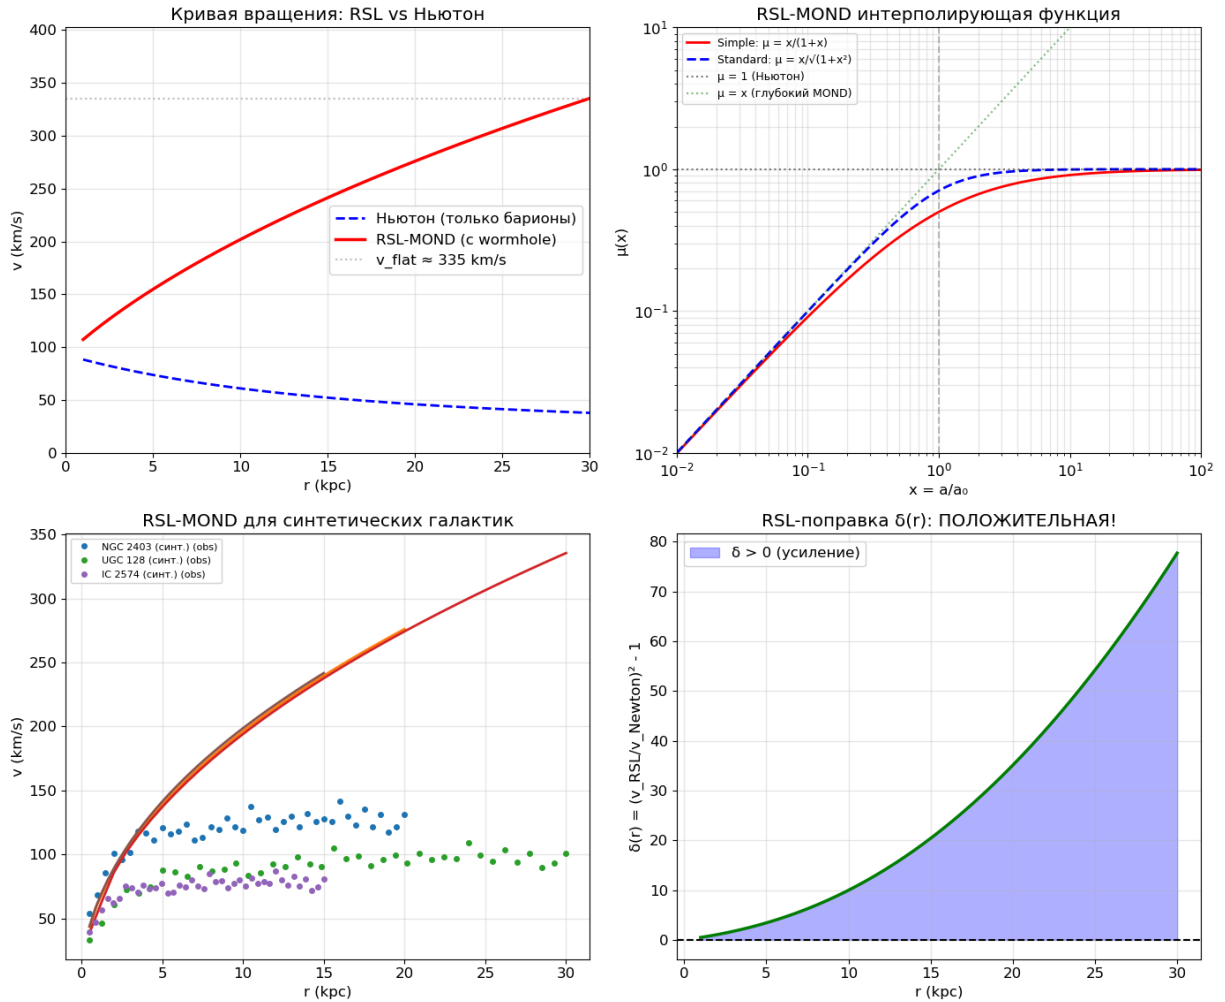 Кривая вращения: RSL vs Ньютон
400
350
300
250
200
150
100
50
0
v (km/s)
Ньютон (только барионы)
RSL-MOND (с wormhole)
v_flat ≈ 335 km/s
0 5 10 15 20 25 30
r (kpc)
RSL-MOND интерполирующая функция
10¹
10⁰
10⁻¹
10⁻²
μ(x)
Simple: μ = x/(1+x)
Standard: μ = x/√(1+x²)
μ = 1 (Ньютон)
μ = x (глубокий MOND)
10⁻² 10⁻¹ 10⁰ 10¹ 10²
x = a/a₀
RSL-MOND для синтетических галактик
350
300
250
200
150
100
50
v (km/s)
NGC 2403 (синт.) (obs)
UGC 128 (синт.) (obs)
IC 2574 (синт.) (obs)
0 5 10 15 20 25 30
r (kpc)
RSL-поправка δ(r): ПОЛОЖИТЕЛЬНАЯ!
80
70
60
50
40
30
20
10
0
δ(r) = (v_RSL/v_Newton)² - 1
δ > 0 (усиление)
0 5 10 15 20 25 30
r (kpc)